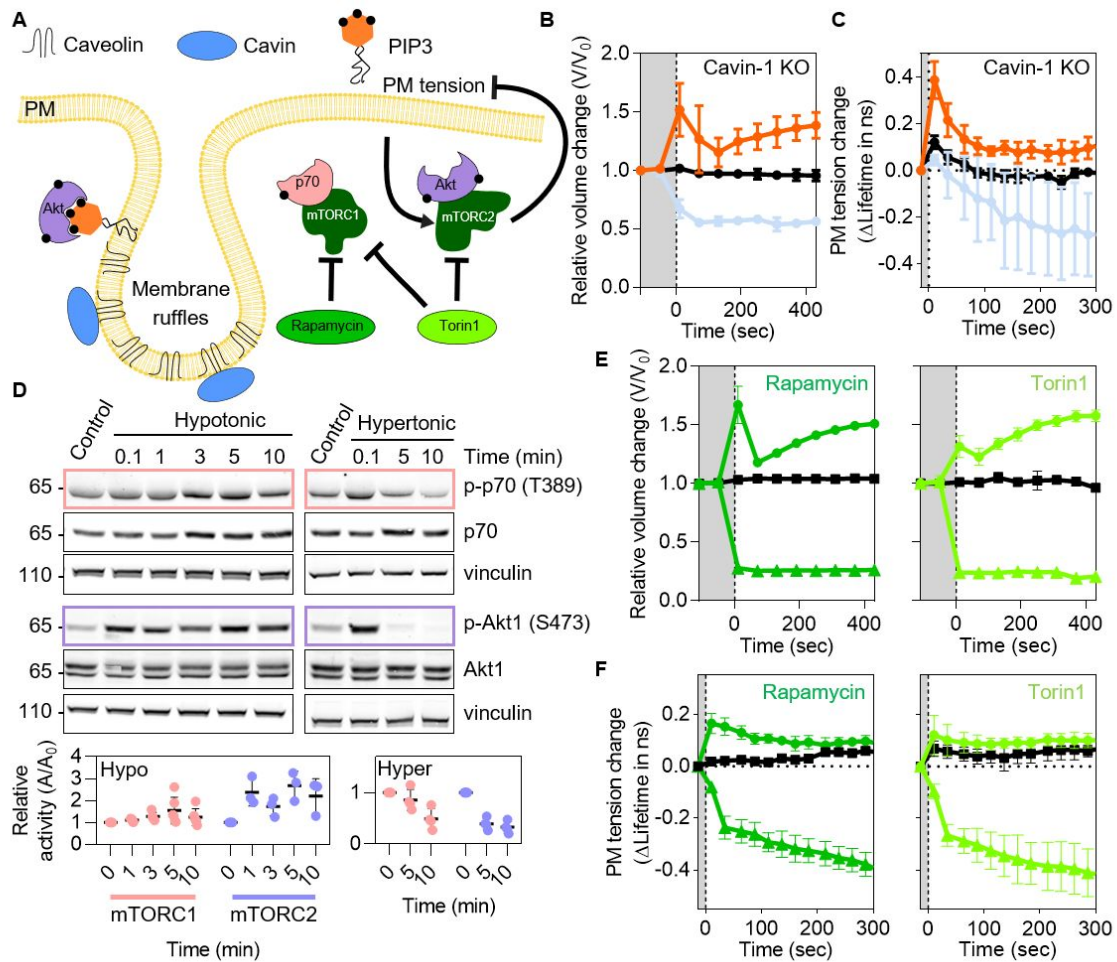 A
Caveolin
Cavin
PIP3
PM tension
PM
Akt
p70
mTORC1
Akt
mTORC2
Membrane
ruffles
Rapamycin
Torin1
B
Relative volume change (V/V0)
2.0
1.5
1.0
0.5
0.0
Cavin-1 KO
0 200 400
Time (sec)
C
PM tension change
(ΔLifetime in ns)
0.4
0.2
0.0
-0.2
-0.4
Cavin-1 KO
0 100 200 300
Time (sec)
D
Control
Hypotonic
0.1 1 3 5 10
Control
Hypertonic
0.1 5 10
Time (min)
65
p-p70 (T389)
65
p70
110
vinculin
65
p-Akt1 (S473)
65
Akt1
110
vinculin
Relative
activity (A/A0)
4
3
2
1
0
Hypo
0 1 3 5 10 0 1 3 5 10
mTORC1 mTORC2
Time (min)
1
0
Hyper
0 5 10 0 5 10
Time (min)
E
Relative volume change (V/V0)
2.0
1.5
1.0
0.5
0.0
Rapamycin
0 200 400
Time (sec)
Torin1
0 200 400
Time (sec)
F
PM tension change
(ΔLifetime in ns)
0.2
0.0
-0.2
-0.4
Rapamycin
0 100 200 300
Time (sec)
Torin1
0 100 200 300
Time (sec)